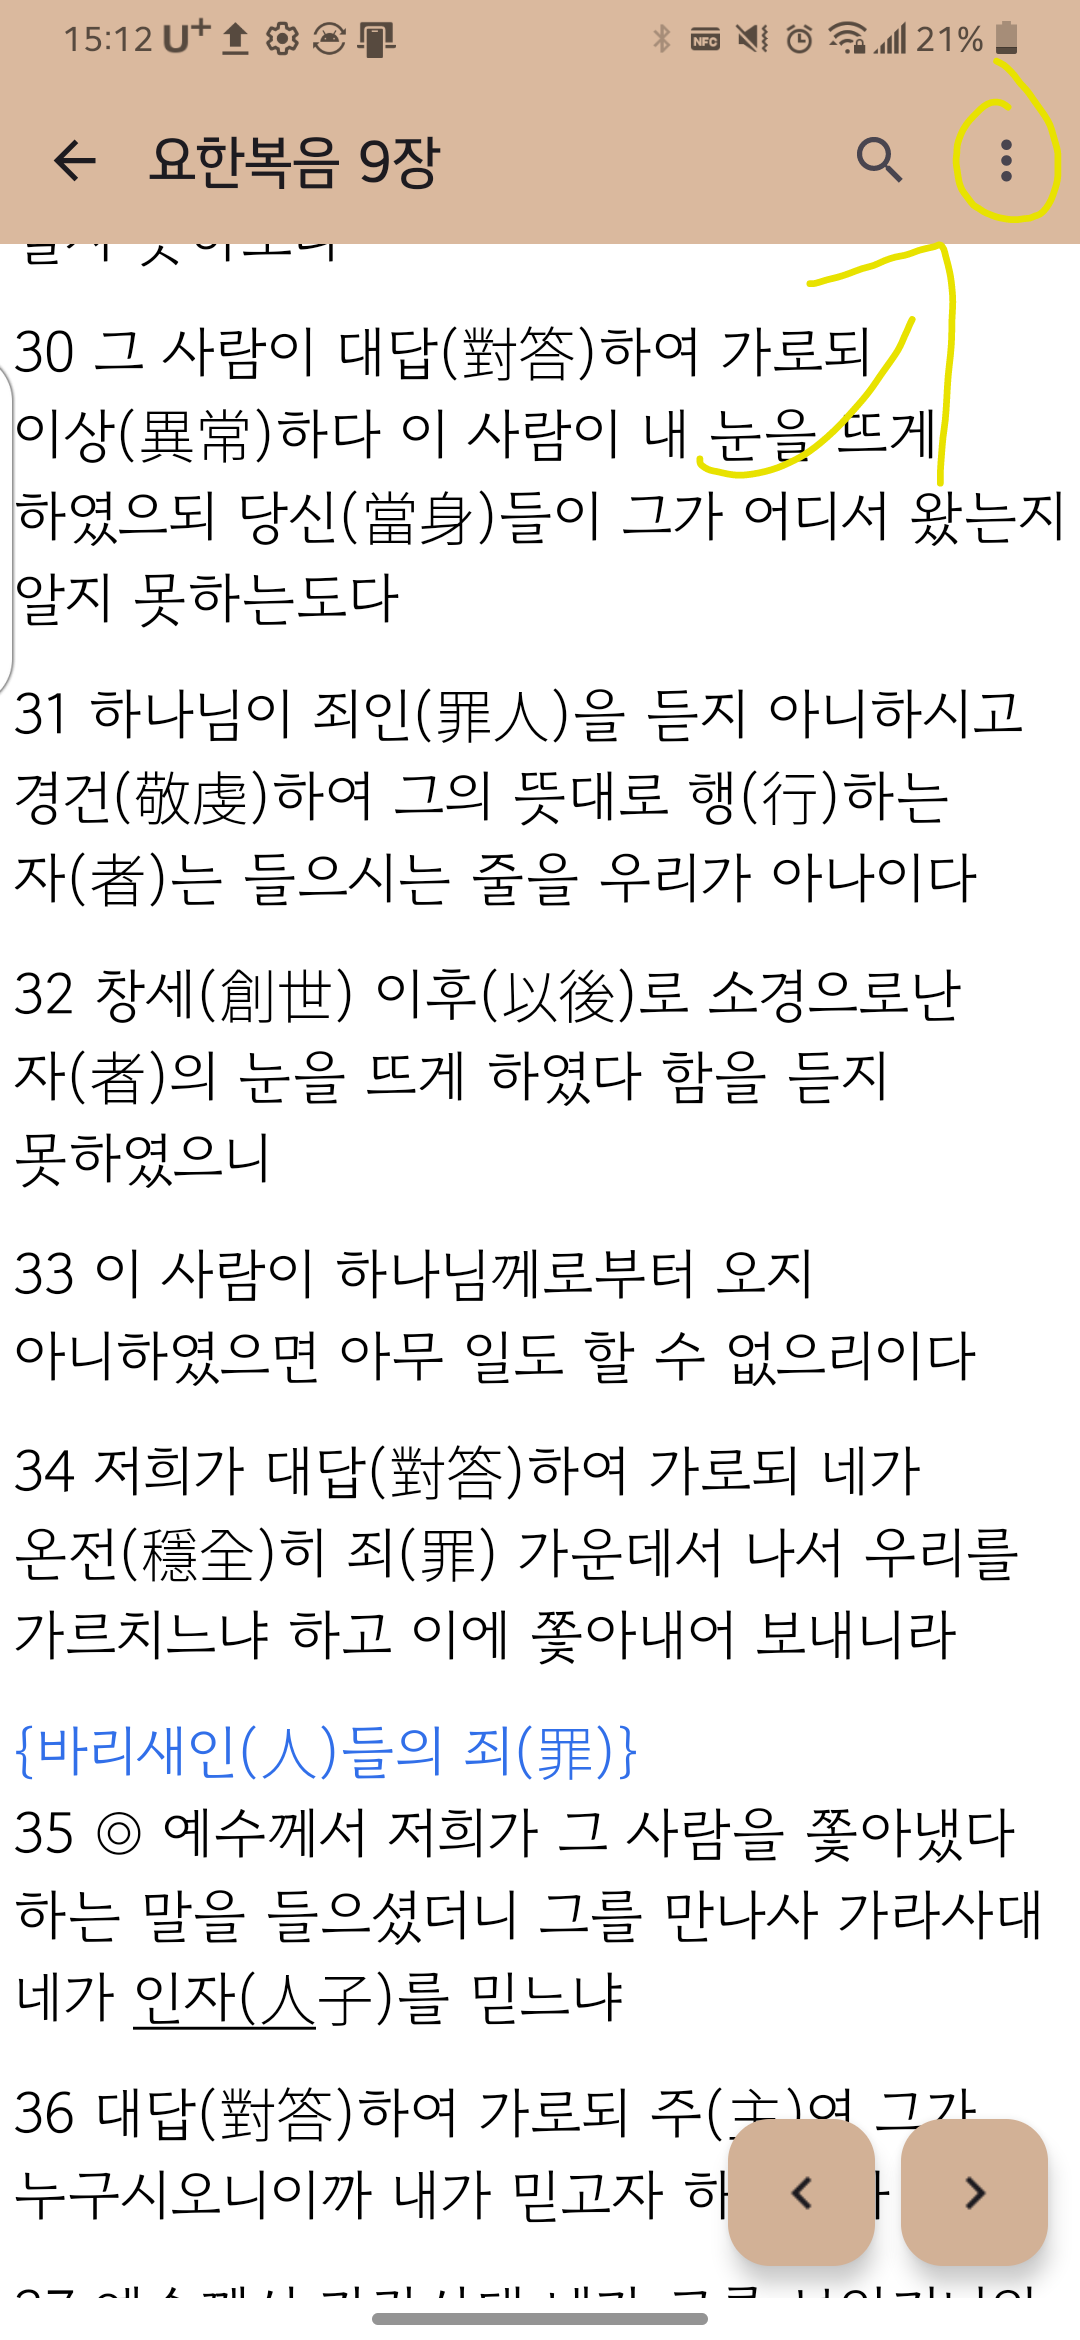 15:12 U+ NFC 21%
요한복음 9장
30 그 사람이 대답(對答)하여 가로되
이상(異常)하다 이 사람이 내 눈을 뜨게
하였으되 당신(當身)들이 그가 어디서 왔는지
알지 못하는도다
31 하나님이 죄인(罪人)을 듣지 아니하시고
경건(敬虔)하여 그의 뜻대로 행(行)하는
자(者)는 들으시는 줄을 우리가 아나이다
32 창세(創世) 이후(以後)로 소경으로난
자(者)의 눈을 뜨게 하였다 함을 듣지
못하였으니
33 이 사람이 하나님께로부터 오지
아니하였으면 아무 일도 할 수 없으리이다
34 저희가 대답(對答)하여 가로되 네가
온전(穩全)히 죄(罪) 가운데서 나서 우리를
가르치느냐 하고 이에 쫓아내어 보내니라
{바리새인(人)들의 죄(罪)}
35 ◎ 예수께서 저희가 그 사람을 쫓아냈다
하는 말을 들으셨더니 그를 만나사 가라사대
네가 인자(人子)를 믿느냐
36 대답(對答)하여 가로되 주(主)여 그가
누구시오니이까 내가 믿고자 하